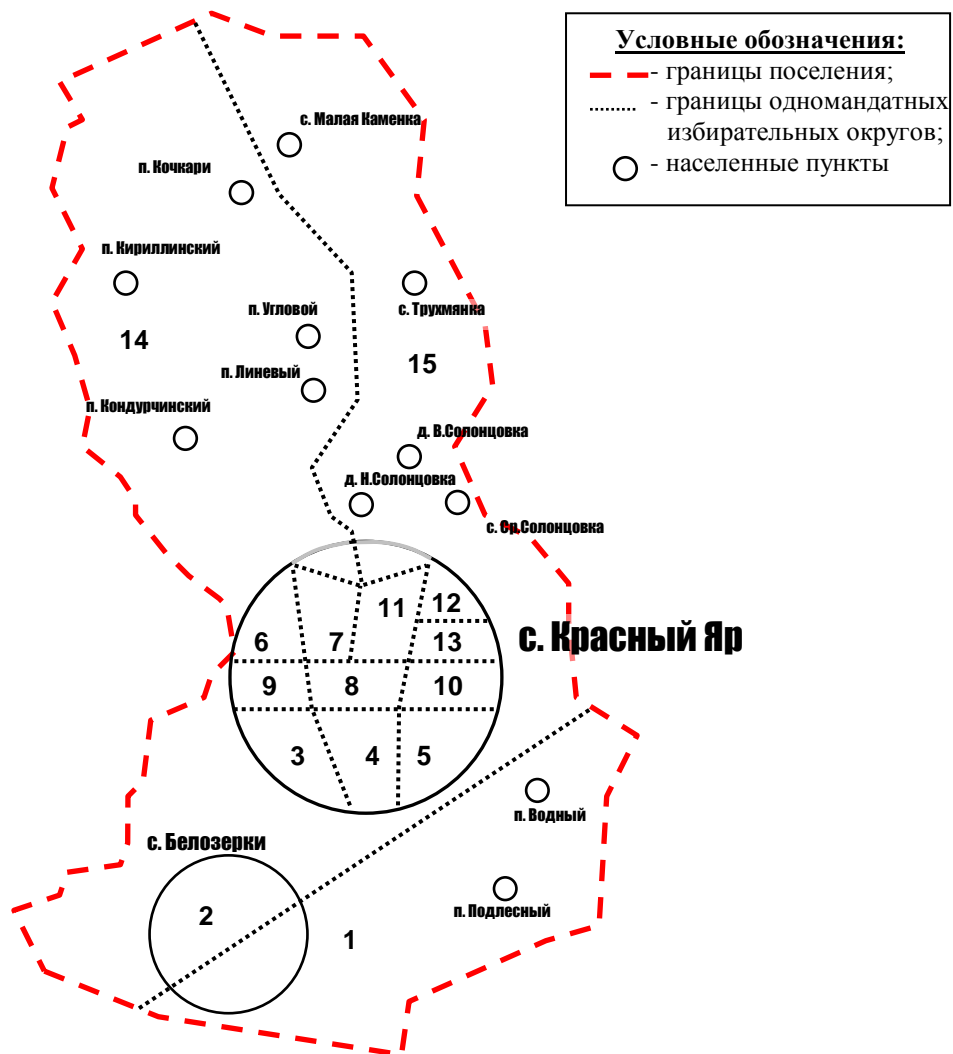 Условные обозначения:
- границы поселения;
- границы одномандатных
избирательных округов;
- населенные пункты
с. Малая Каменка
п. Кочкари
п. Кириллинский
п. Угловой
с. Трухмянка
14
15
п. Линевый
п. Кондурчинский
д. В.Солонцовка
д. Н.Солонцовка
с. Ср.Солонцовка
11
12
6
7
13
с. Красный Яр
9
8
10
3
4
5
п. Водный
с. Белозерки
п. Подлесный
2
1